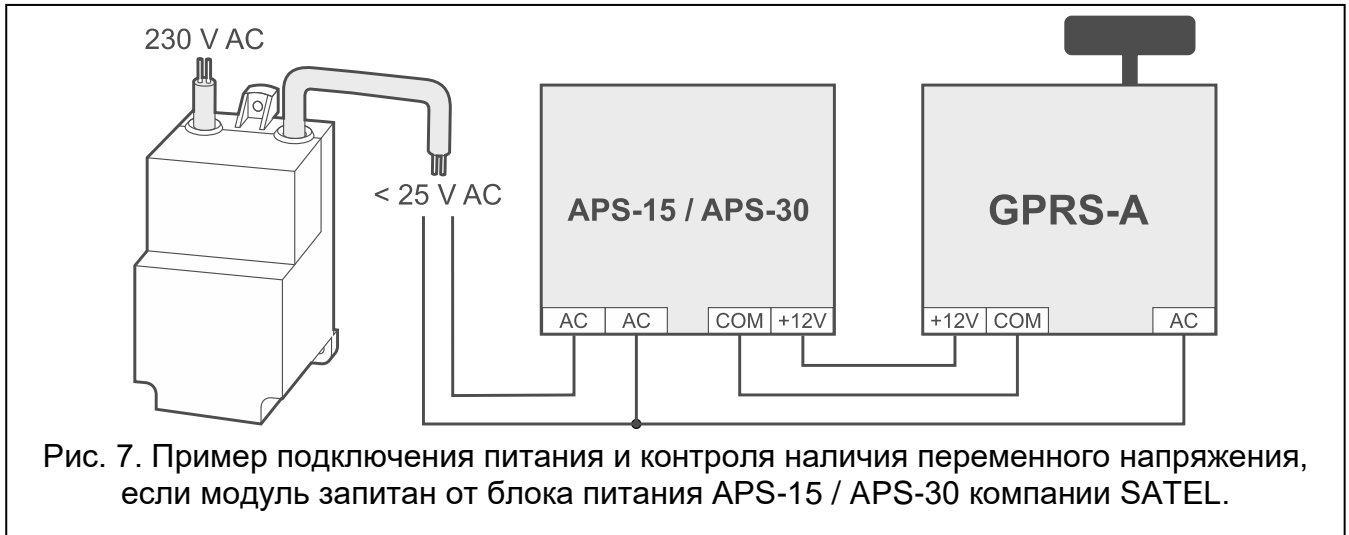 230 V AC
< 25 V AC
APS-15 / APS-30
AC AC COM +12V
GPRS-A
+12V COM AC
Рис. 7. Пример подключения питания и контроля наличия переменного напряжения,
если модуль запитан от блока питания APS-15 / APS-30 компании SATEL.